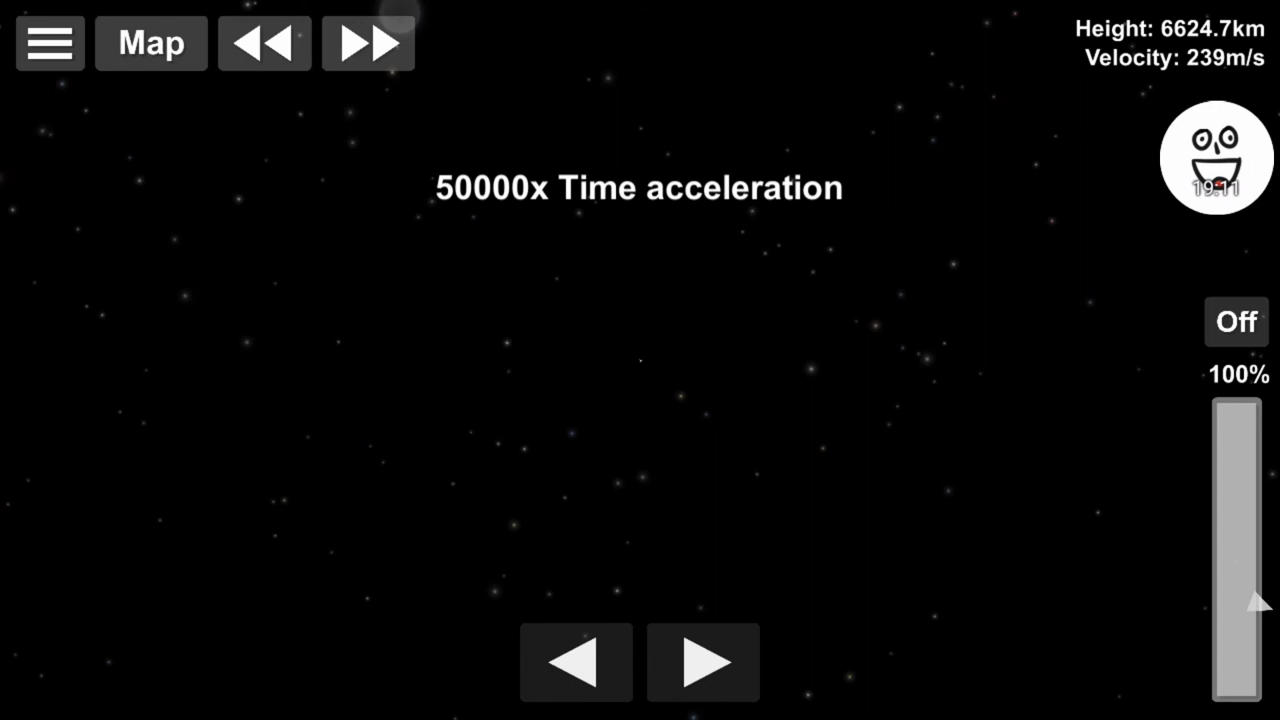 Map
Height: 6624.7km
Velocity: 239m/s
50000x Time acceleration
19:11
Off
100%